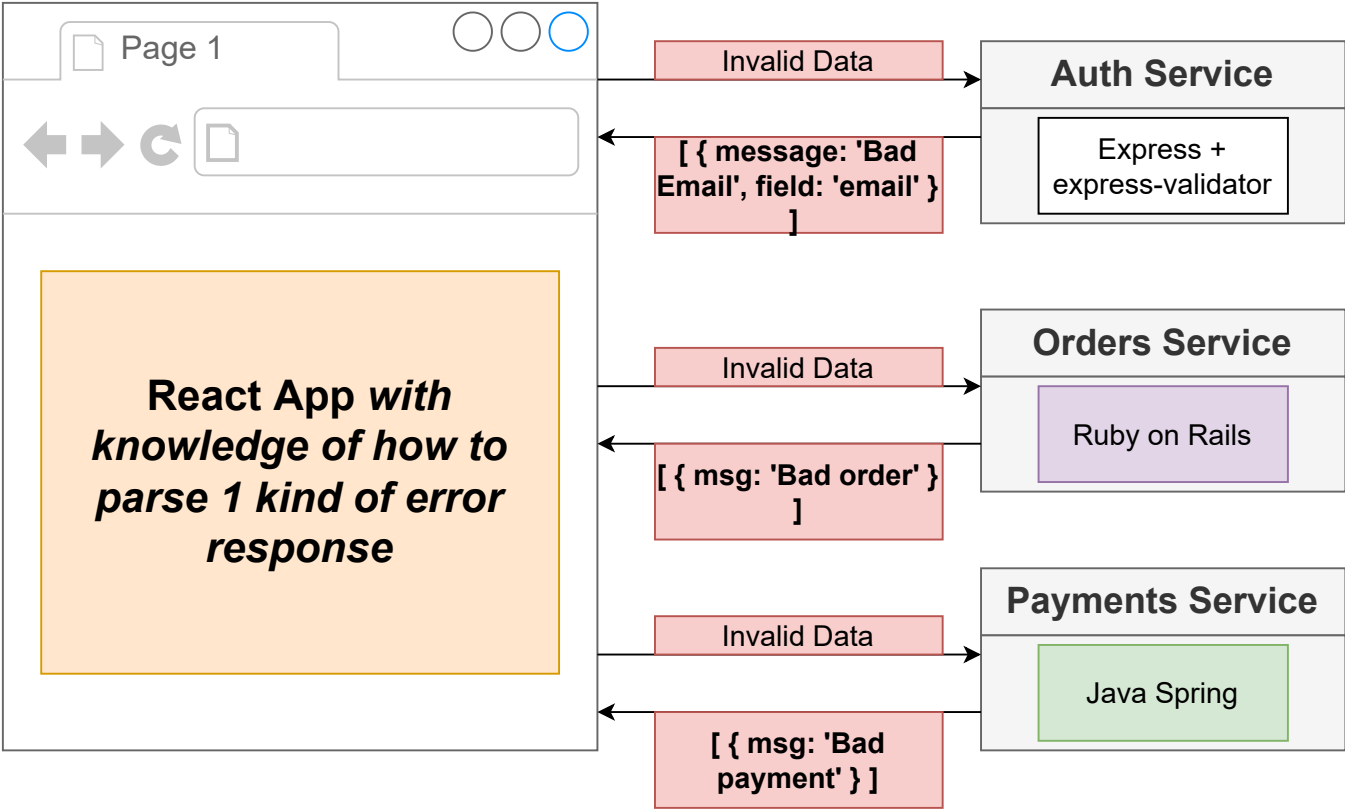 Page 1
Invalid Data
Auth Service
[ { message: 'Bad
Email', field: 'email' }
]
Express +
express-validator
React App with
knowledge of how to
parse 1 kind of error
response
Invalid Data
Orders Service
[ { msg: 'Bad order' }
]
Ruby on Rails
Invalid Data
Payments Service
[ { msg: 'Bad
payment' } ]
Java Spring